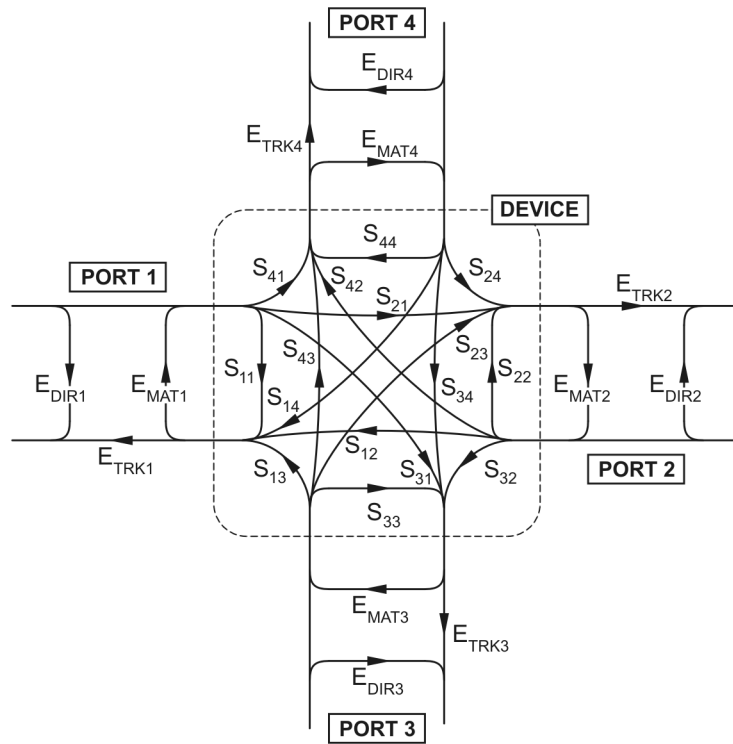 PORT 4
E_DIR4
E_TRK4
E_MAT4
DEVICE
S_44
PORT 1
S_41
S_42
S_24
S_21
E_TRK2
E_DIR1
E_MAT1
S_11
S_43
S_14
S_23
S_34
S_22
E_MAT2
E_DIR2
E_TRK1
S_13
S_12
S_31
S_32
PORT 2
S_33
E_MAT3
E_TRK3
E_DIR3
PORT 3